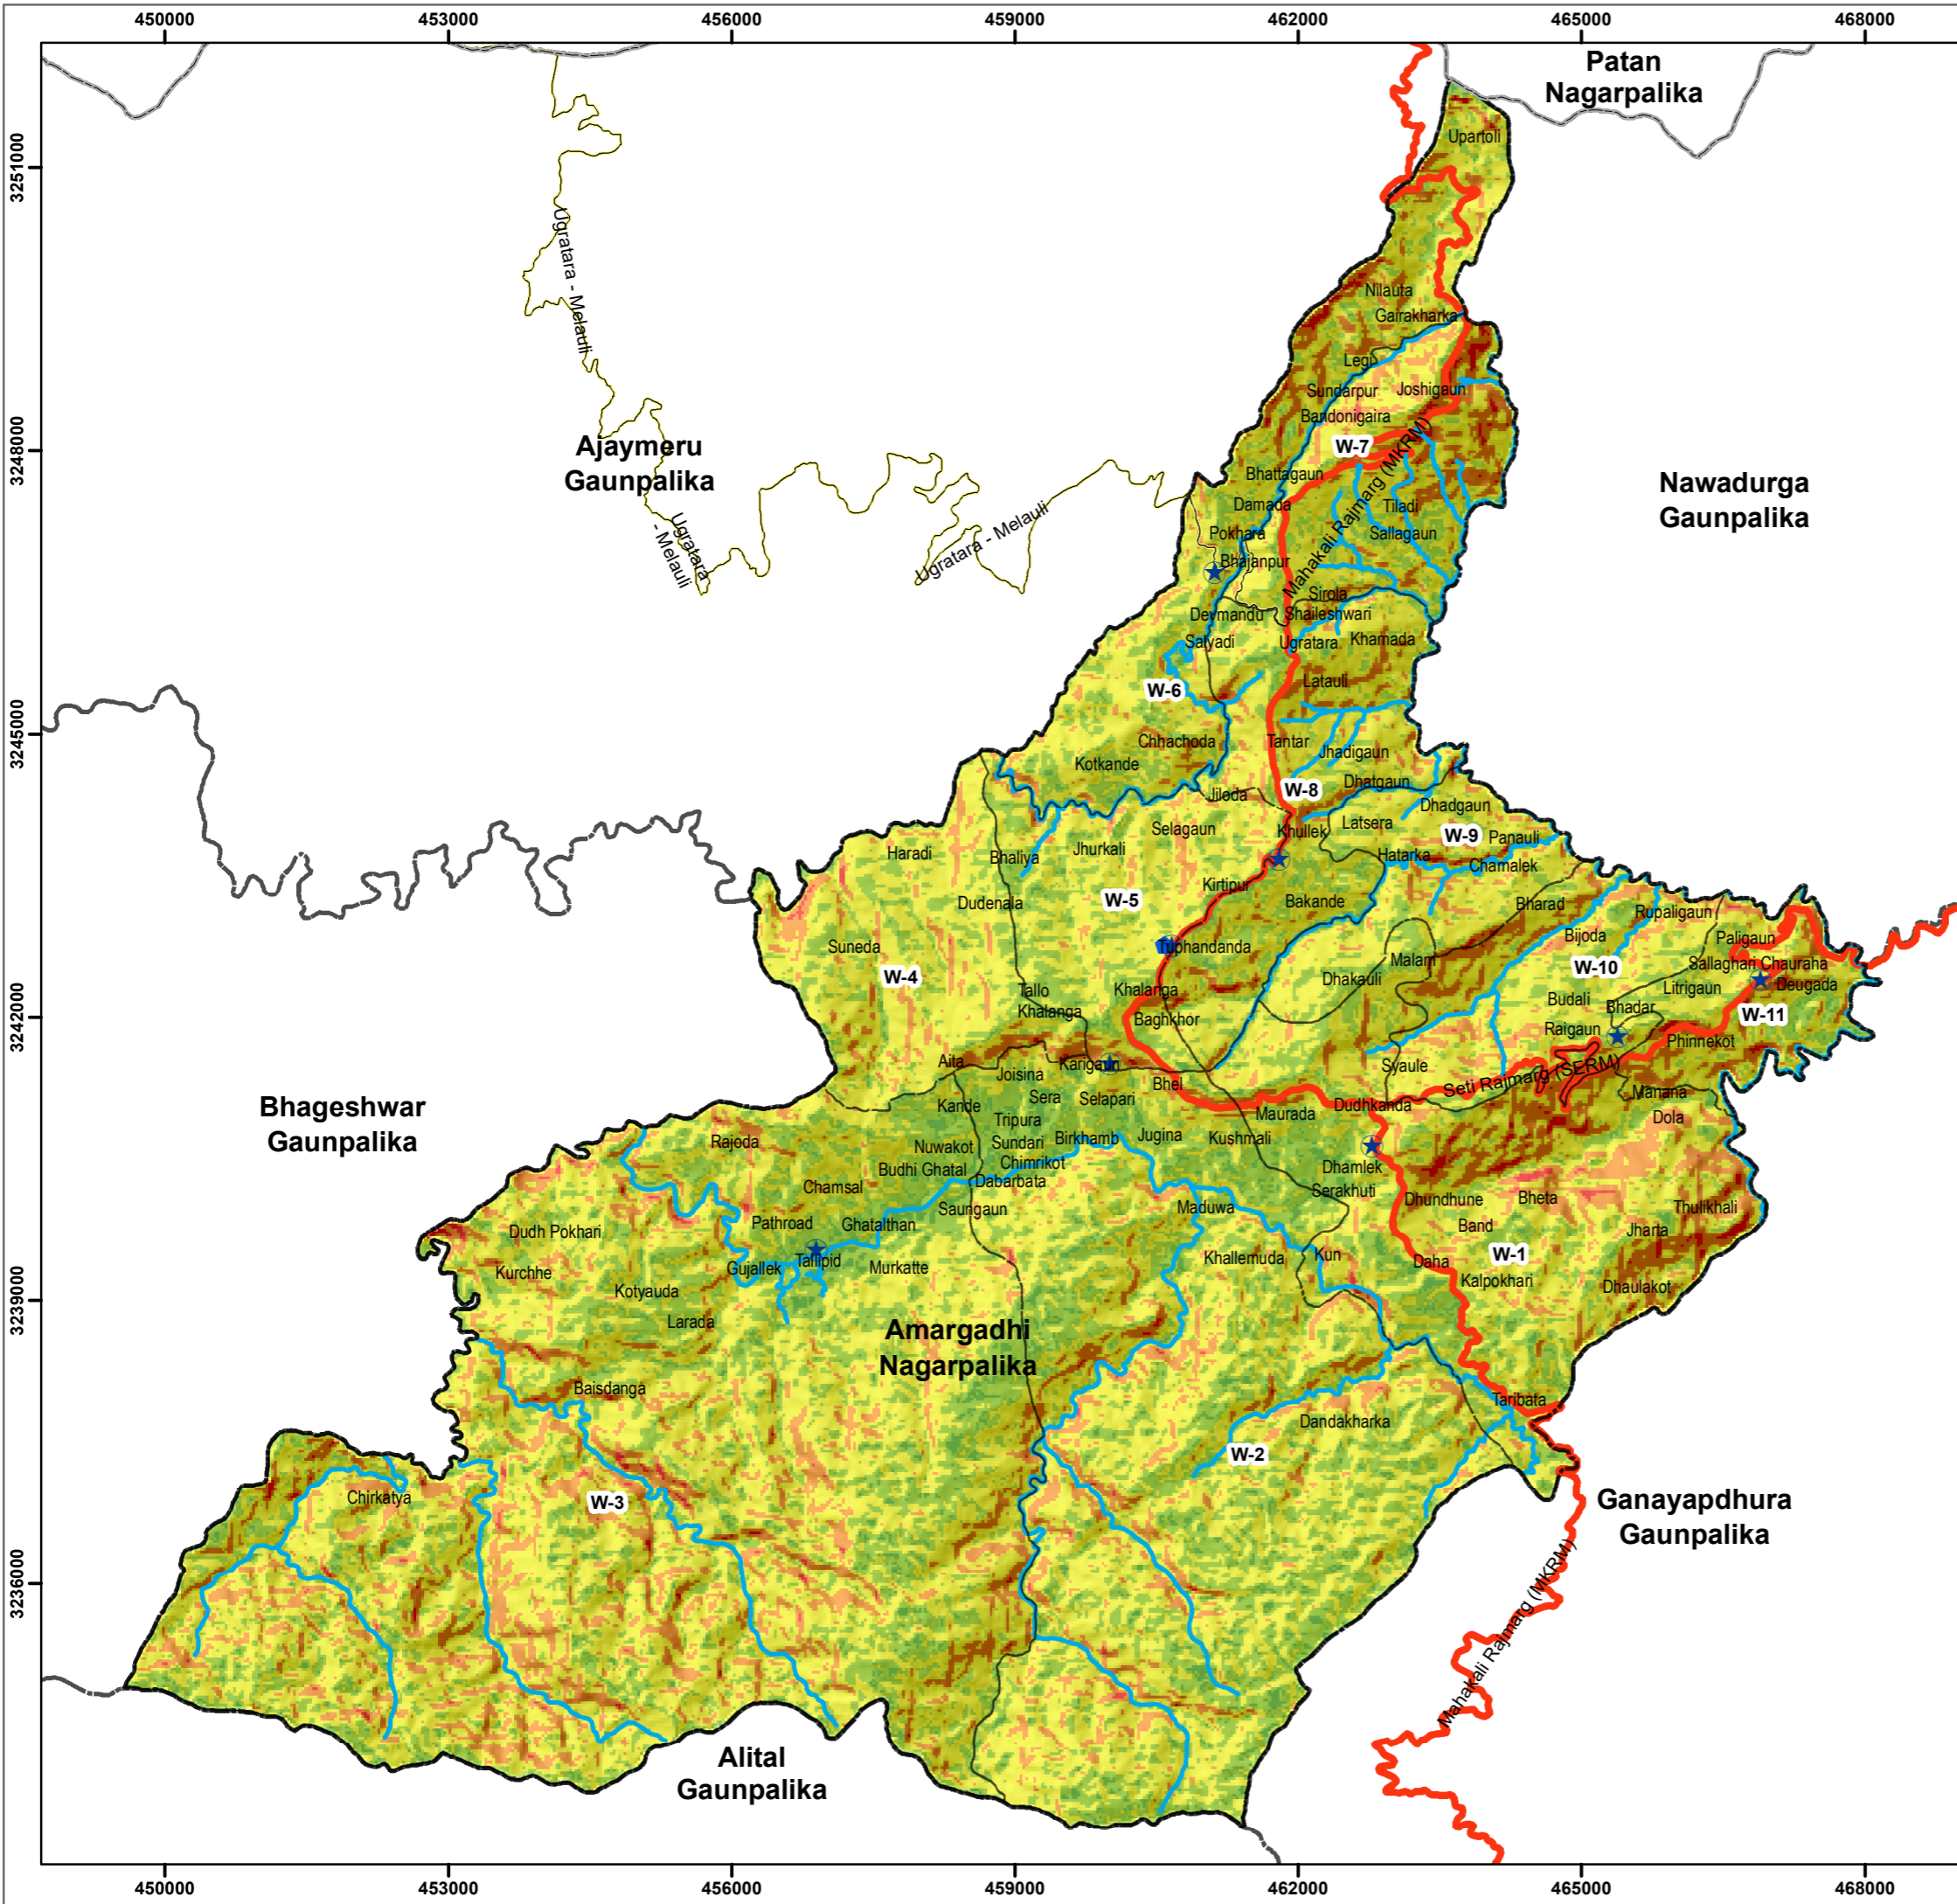 450000
453000
456000
459000
462000
465000
468000
Patan
Nagarpalika
3251000
Upartoli
Ugratara - Melauli
Nilauta
Gairakharka
Legi
Sundarpur
Joshigaun
Bandonigaira
Ajaymeru
Gaunpalika
3248000
W-7
Mahakali Rajmarg (MKRM)
Bhattagaun
Nawadurga
Gaunpalika
Damada
Tiladi
Pokhara
Sallagaun
Ugratara
- Melauli
Ugratara - Melauli
Bhajanpur
Sirola
Devmandu
Shaileshwari
Salyadi
Ugratara
Khamada
Latauli
W-6
3245000
Chhachoda
Tantar
Jhadigaun
Kotkande
Dhatgaun
Jiloda
W-8
Dhadgaun
Selagaun
Khullek
Latsera
W-9
Panauli
Haradi
Bhaliya
Jhurkali
Hatarka
Chamalek
Kirtipur
Dudenala
W-5
Bakande
Bharad
Rupaligaun
Suneda
Tuphandanda
Bijoda
Paligaun
W-4
Malam
W-10
Sallaghari Chauraha
Dhakauli
Tallo
Khalanga
Khalanga
Litrigaun
Deugada
3242000
Baghkhor
Budali
Bhadar
W-11
Raigaun
Phinnekot
Aita
Joisina
Karigaun
Syaule
Seti Rajmarg (SERM)
Bhel
Manana
Bhageshwar
Gaunpalika
Kande
Sera
Selapari
Maurada
Dudhkanda
Dola
Tripura
Rajoda
Nuwakot
Sundari
Birkhamb
Jugina
Kushmali
Budhi Ghatal
Chimrikot
Dhamlek
Chamsal
Dabarbata
Serakhuti
Saungaun
Maduwa
Dhundhune
Bheta
Thulikhali
Dudh Pokhari
Pathroad
Ghatalthan
Band
Jharta
Kurchhe
Gujallek
Tallipid
Murkatte
Khallemuda
Kun
Daha
W-1
3239000
Kotyauda
Kalpokhari
Dhaulakot
Larada
Amargadhi
Nagarpalika
Baisdanga
Taribata
Dandakharka
W-2
Chirkatya
W-3
Ganayapdhura
Gaunpalika
3236000
Mahakali Rajmarg (MKRM)
Alital
Gaunpalika
450000
453000
456000
459000
462000
465000
468000